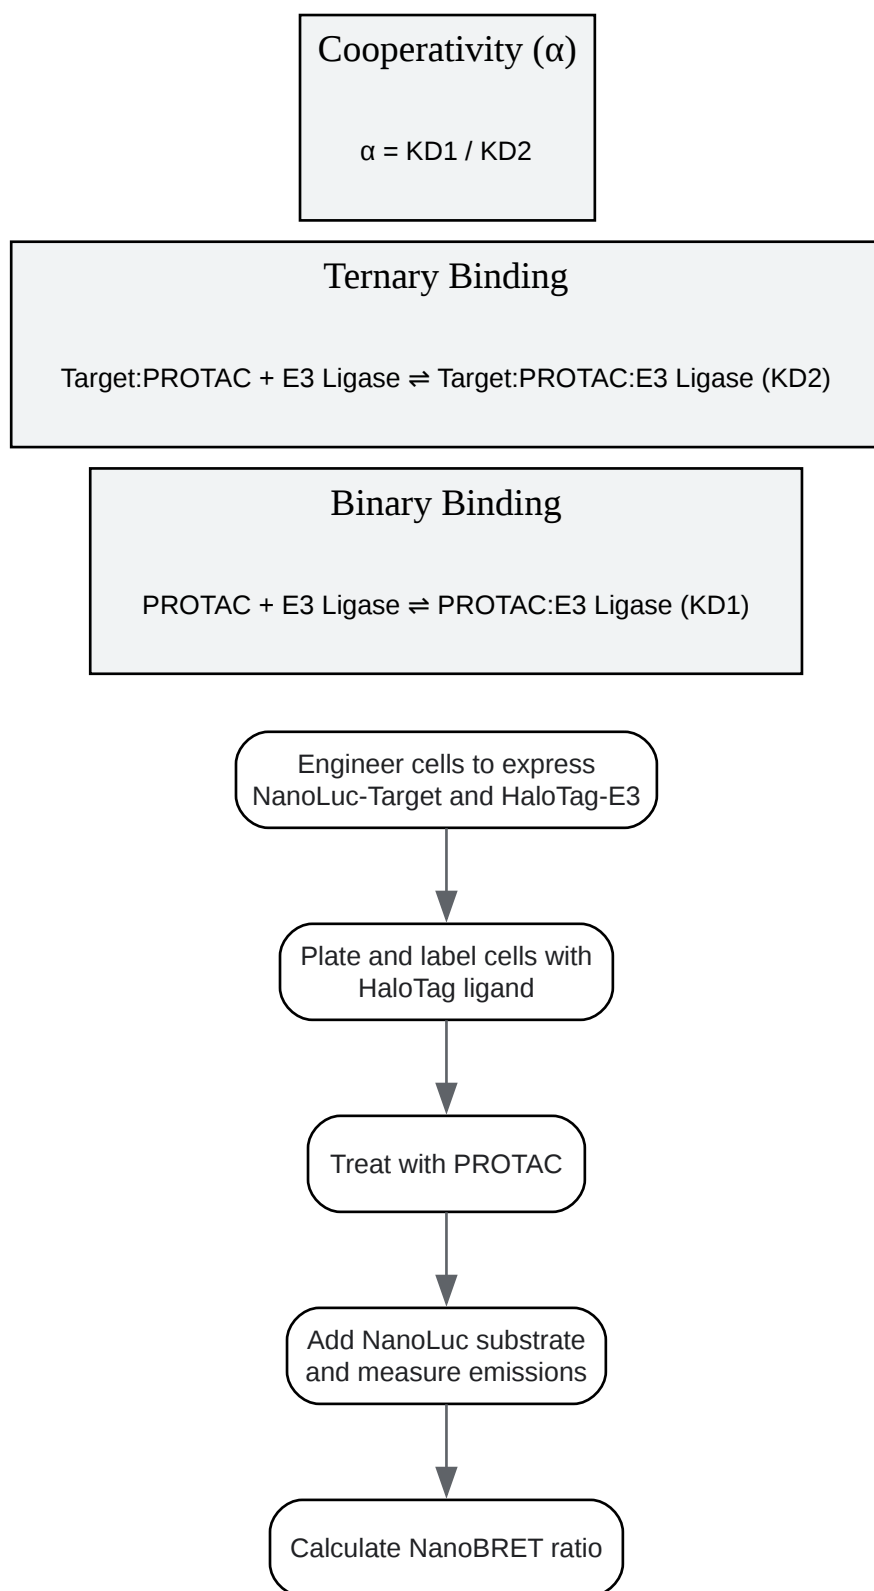 Cooperativity (α)
α = KD1 / KD2
Ternary Binding
Target:PROTAC + E3 Ligase ⇌ Target:PROTAC:E3 Ligase (KD2)
Binary Binding
PROTAC + E3 Ligase ⇌ PROTAC:E3 Ligase (KD1)
Engineer cells to express
NanoLuc-Target and HaloTag-E3
Plate and label cells with
HaloTag ligand
Treat with PROTAC
Add NanoLuc substrate
and measure emissions
Calculate NanoBRET ratio